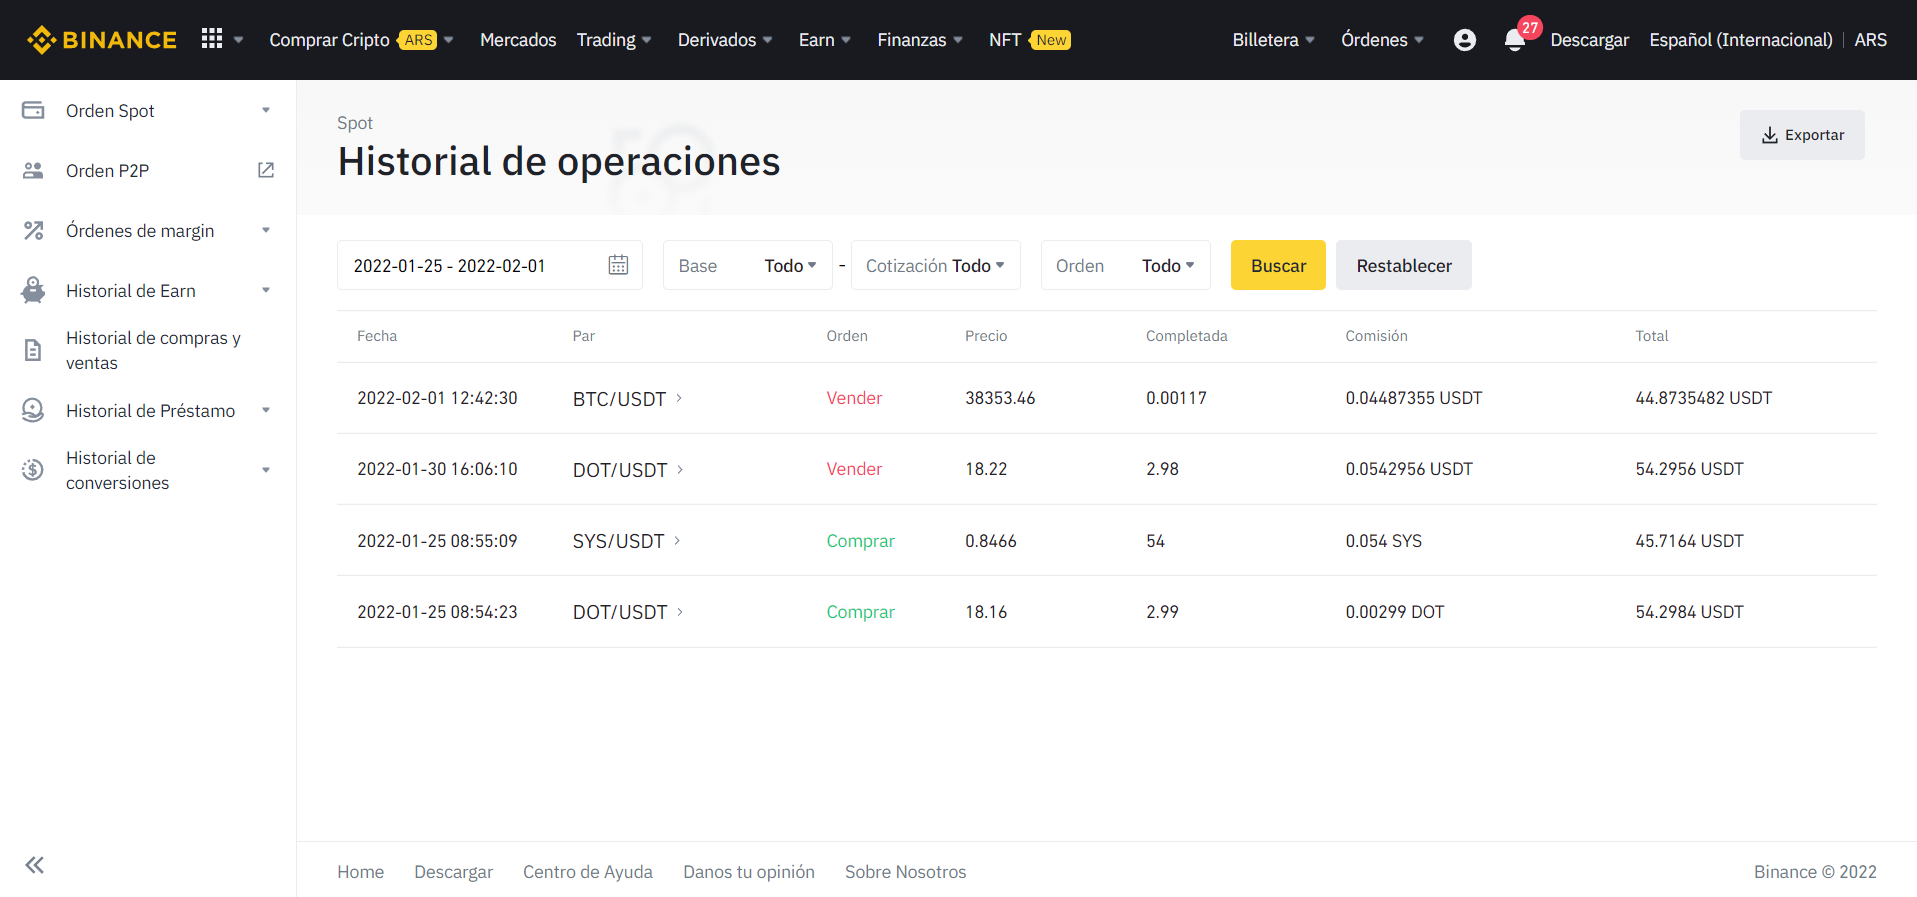 BINANCE
Comprar Cripto ARS Mercados Trading Derivados Earn Finanzas NFT New Billetera Órdenes 27 Descargar Español (Internacional) ARS
Orden Spot
Orden P2P
Órdenes de margin
Historial de Earn
Historial de compras y
ventas
Historial de Préstamo
Historial de
conversiones
Spot
Historial de operaciones
Exportar
2022-01-25 - 2022-02-01 Base Todo - Cotización Todo Orden Todo Buscar Restablecer
Fecha Par Orden Precio Completada Comisión Total
2022-02-01 12:42:30 BTC/USDT Vender 38353.46 0.00117 0.04487355 USDT 44.8735482 USDT
2022-01-30 16:06:10 DOT/USDT Vender 18.22 2.98 0.0542956 USDT 54.2956 USDT
2022-01-25 08:55:09 SYS/USDT Comprar 0.8466 54 0.054 SYS 45.7164 USDT
2022-01-25 08:54:23 DOT/USDT Comprar 18.16 2.99 0.00299 DOT 54.2984 USDT
Home Descargar Centro de Ayuda Danos tu opinión Sobre Nosotros Binance © 2022